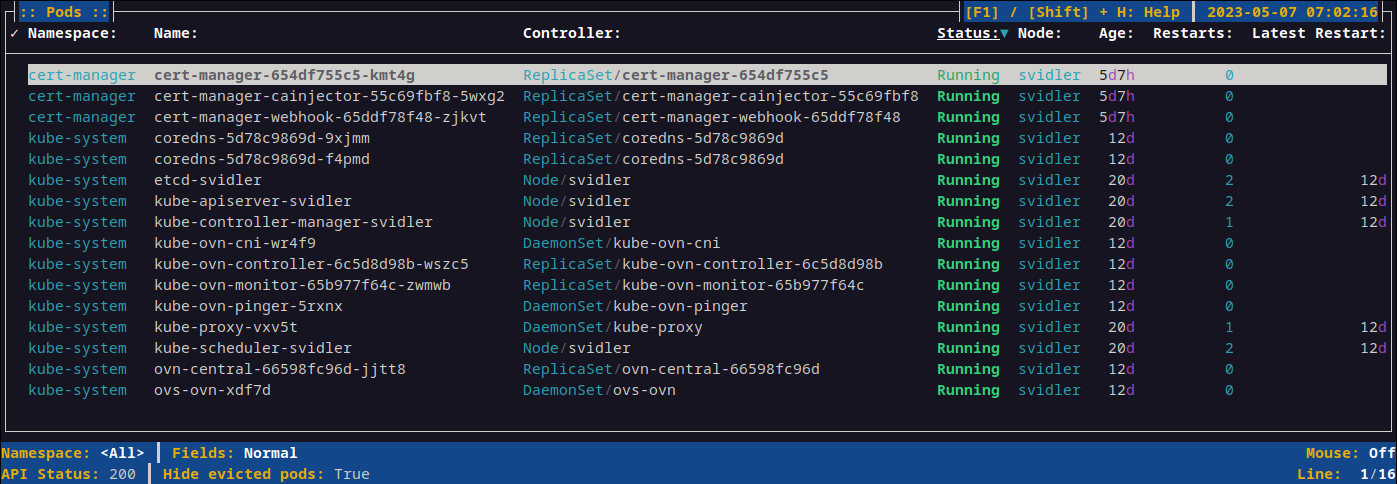 :: Pods :: [F1] / [Shift] + H: Help 2023-05-07 07:02:16
✓ Namespace: Name: Controller: Status:▼ Node: Age: Restarts: Latest Restart:
cert-manager cert-manager-654df755c5-kmt4g ReplicaSet/cert-manager-654df755c5 Running svidler 5d7h 0
cert-manager cert-manager-cainjector-55c69fbf8-5wxg2 ReplicaSet/cert-manager-cainjector-55c69fbf8 Running svidler 5d7h 0
cert-manager cert-manager-webhook-65ddf78f48-zjkvt ReplicaSet/cert-manager-webhook-65ddf78f48 Running svidler 5d7h 0
kube-system coredns-5d78c9869d-9xjmm ReplicaSet/coredns-5d78c9869d Running svidler 12d 0
kube-system coredns-5d78c9869d-f4pmd ReplicaSet/coredns-5d78c9869d Running svidler 12d 0
kube-system etcd-svidler Node/svidler Running svidler 20d 2 12d
kube-system kube-apiserver-svidler Node/svidler Running svidler 20d 2 12d
kube-system kube-controller-manager-svidler Node/svidler Running svidler 20d 1 12d
kube-system kube-ovn-cni-wr4f9 DaemonSet/kube-ovn-cni Running svidler 12d 0
kube-system kube-ovn-controller-6c5d8d98b-wszc5 ReplicaSet/kube-ovn-controller-6c5d8d98b Running svidler 12d 0
kube-system kube-ovn-monitor-65b977f64c-zwmwb ReplicaSet/kube-ovn-monitor-65b977f64c Running svidler 12d 0
kube-system kube-ovn-pinger-5rxnx DaemonSet/kube-ovn-pinger Running svidler 12d 0
kube-system kube-proxy-vxv5t DaemonSet/kube-proxy Running svidler 20d 1 12d
kube-system kube-scheduler-svidler Node/svidler Running svidler 20d 2 12d
kube-system ovn-central-66598fc96d-jjtt8 ReplicaSet/ovn-central-66598fc96d Running svidler 12d 0
kube-system ovs-ovn-xdf7d DaemonSet/ovs-ovn Running svidler 12d 0
Namespace: <All> Fields: Normal Mouse: Off
API Status: 200 Hide evicted pods: True Line: 1/16